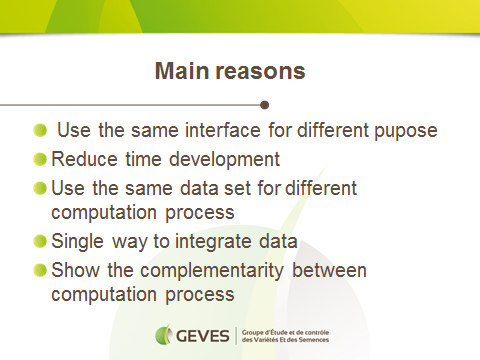 Main reasons
Use the same interface for different pupose
Reduce time development
Use the same data set for different
computation process
Single way to integrate data
Show the complementarity between
computation process
GEVES
Groupe d'Étude et de contrôle
des Variétés Et des Semences